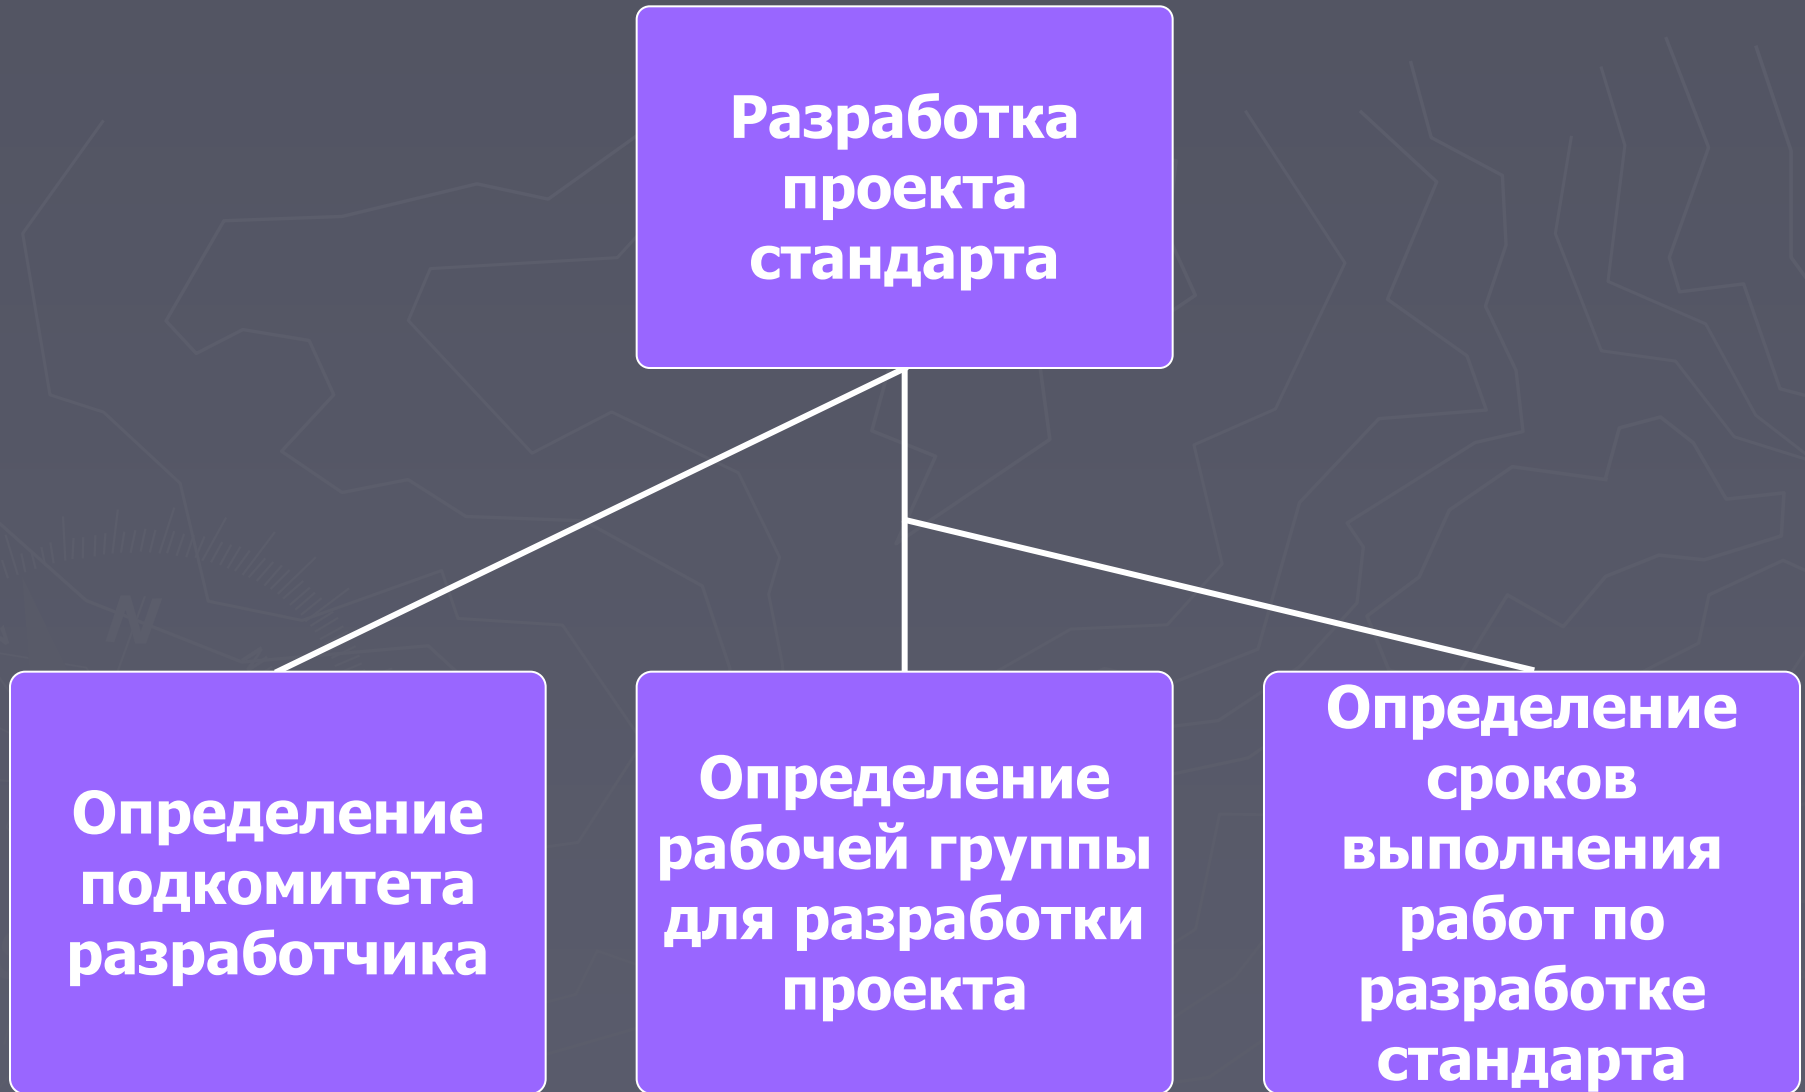 Разработка
проекта
стандарта
Определение
подкомитета
разработчика
Определение
рабочей группы
для разработки
проекта
Определение
сроков
выполнения
работ по
разработке
стандарта
N